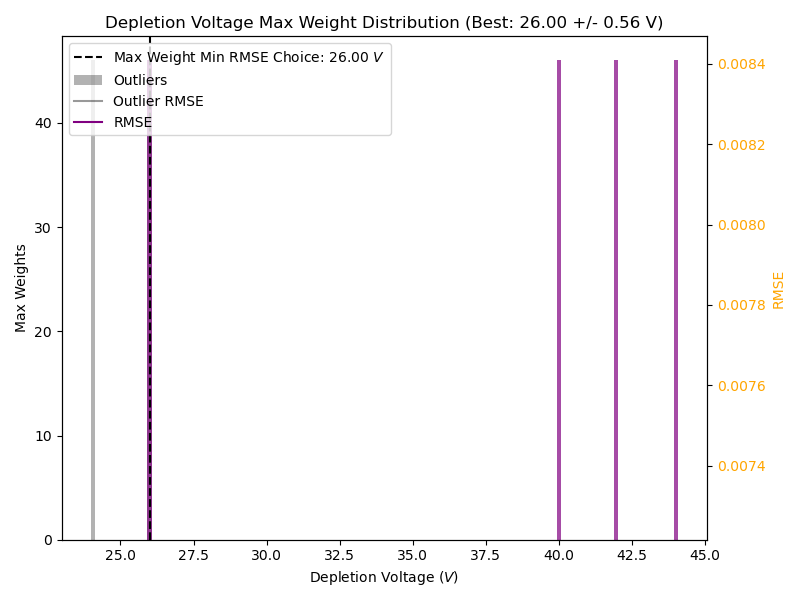 Depletion Voltage Max Weight Distribution (Best: 26.00 +/- 0.56 V)
Max Weight Min RMSE Choice: 26.00 V
Outliers
Outlier RMSE
RMSE
Max Weights
40
30
20
10
0
0.0084
0.0082
0.0080
0.0078
0.0076
0.0074
RMSE
25.0 27.5 30.0 32.5 35.0 37.5 40.0 42.5 45.0
Depletion Voltage (V)